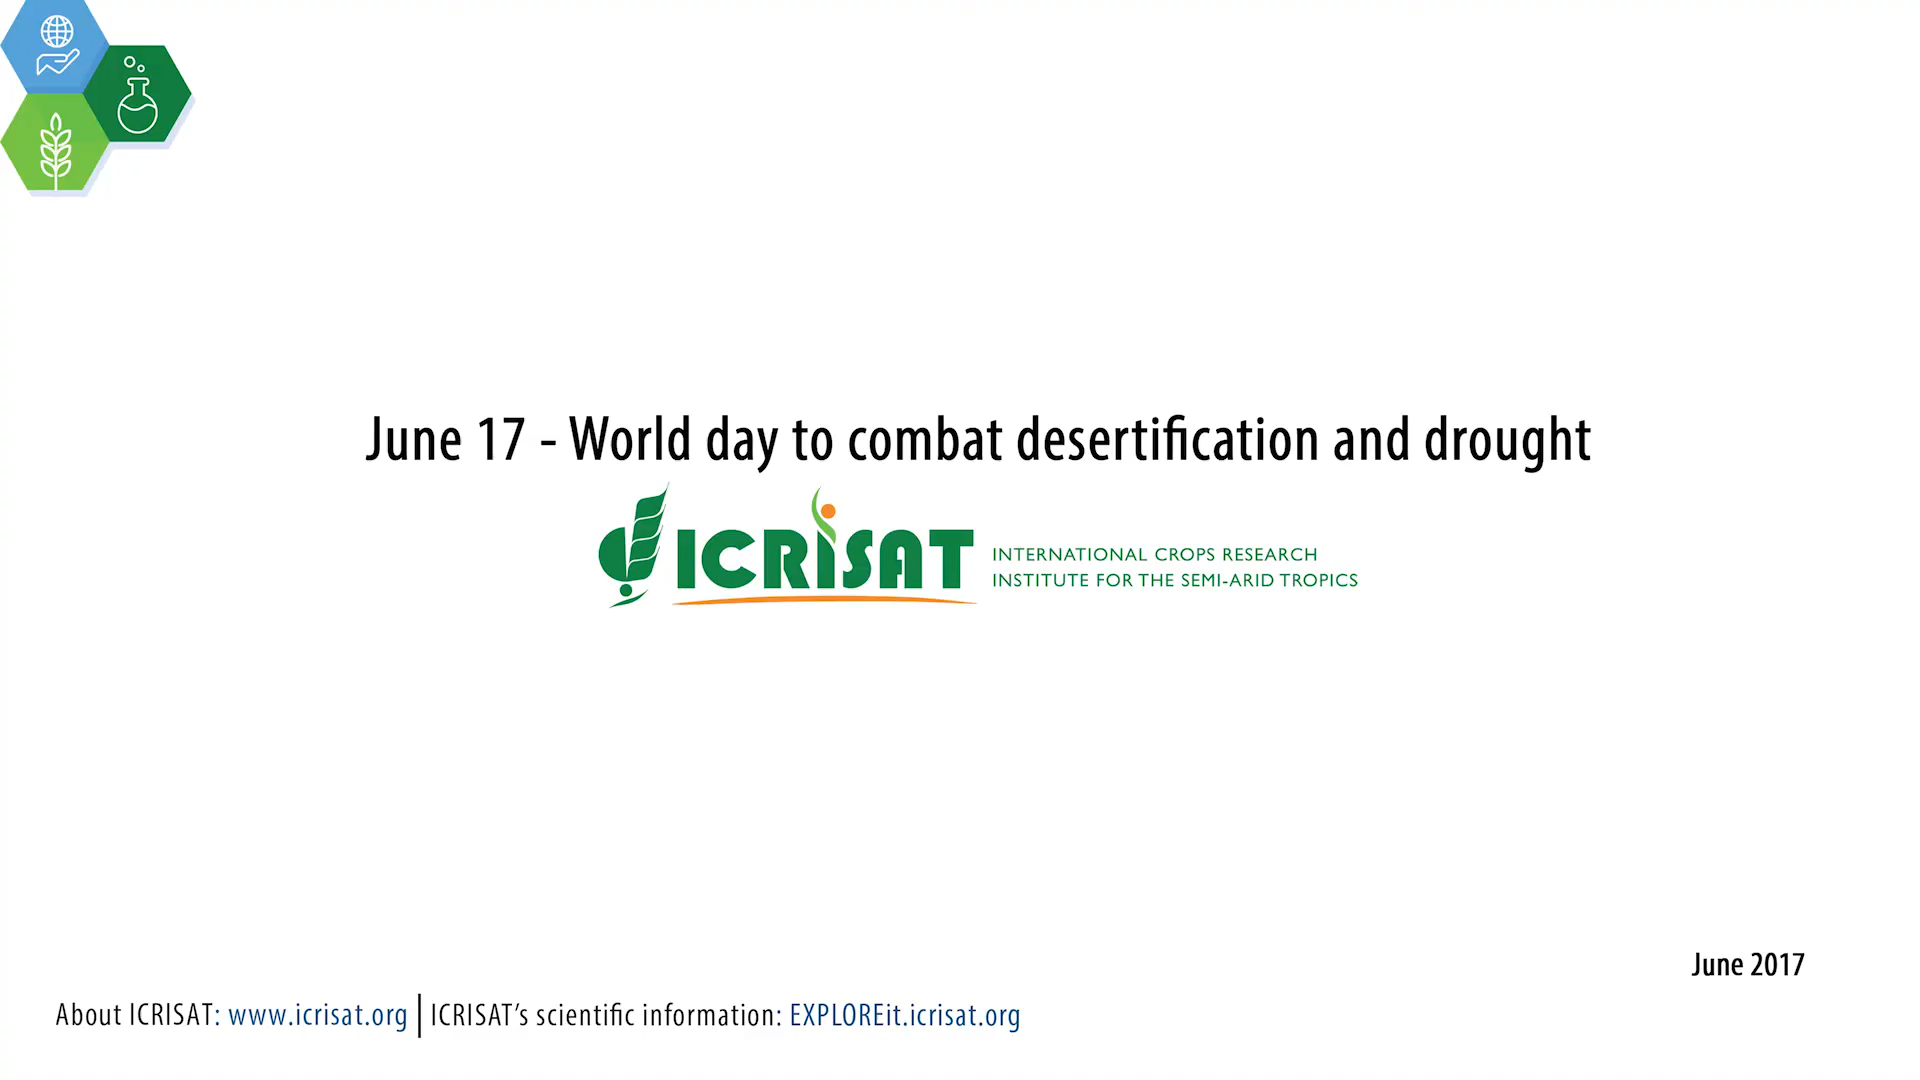 June 17 - World day to combat desertification and drought
ICRISAT
INTERNATIONAL CROPS RESEARCH
INSTITUTE FOR THE SEMI-ARID TROPICS
June 2017
About ICRISAT: www.icrisat.org | ICRISAT’s scientific information: EXPLOREit.icrisat.org